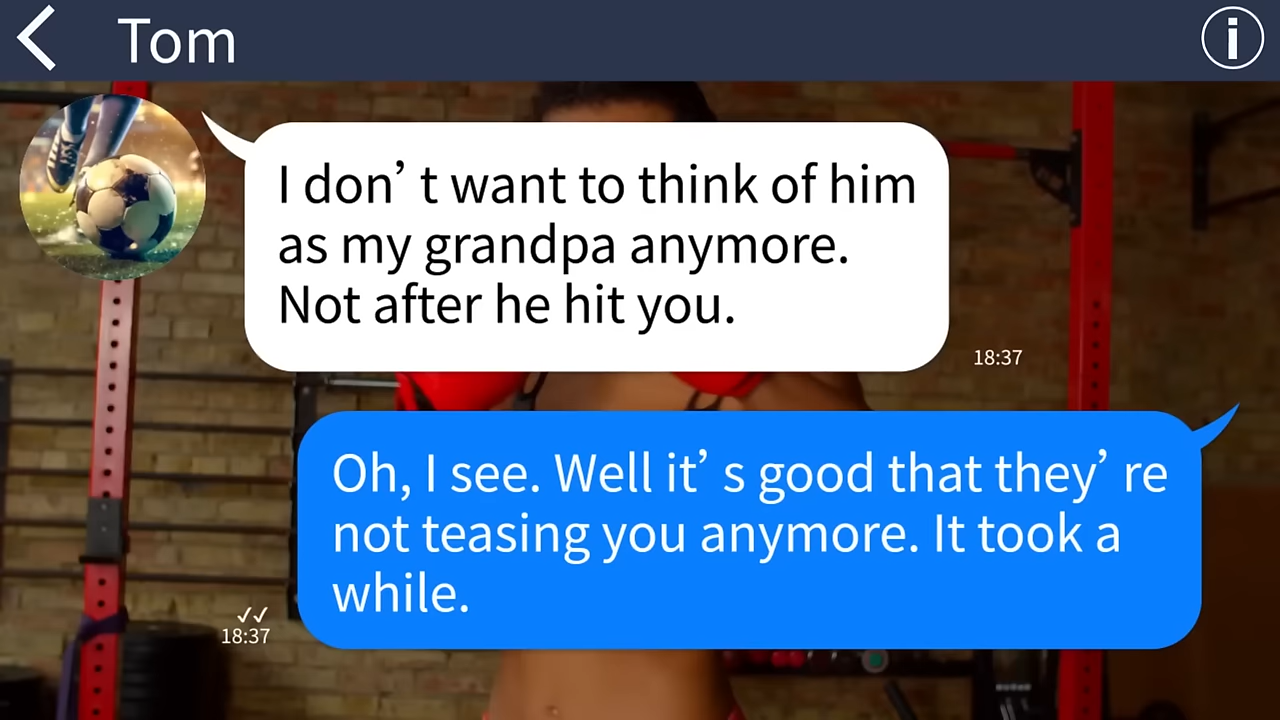 Tom
I don’t want to think of him
as my grandpa anymore.
Not after he hit you.
18:37
Oh, I see. Well it’s good that they’re
not teasing you anymore. It took a
while.
18:37